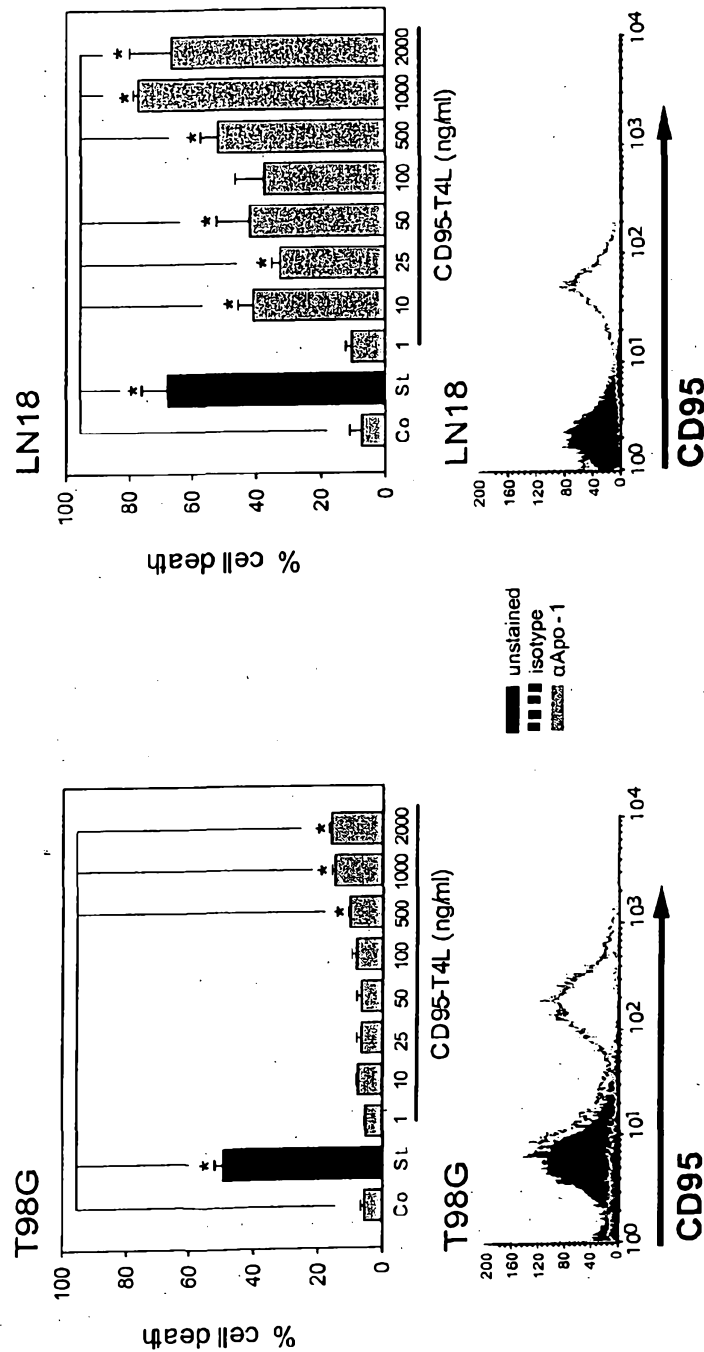 T98G
100
80
60
40
20
0
% cell death
Co St 1 10 25 50 100 500 1000 2000
* * * *
CD95-T4L (ng/ml)
T98G
200
160
120
80
40
0
10⁰ 10¹ 10² 10³ 10⁴
CD95
unstained
isotype
αApo-1
LN18
100
80
60
40
20
0
% cell death
Co St 1 10 25 50 100 500 1000 2000
* * * * * * *
CD95-T4L (ng/ml)
LN18
200
160
120
80
40
0
10⁰ 10¹ 10² 10³ 10⁴
CD95